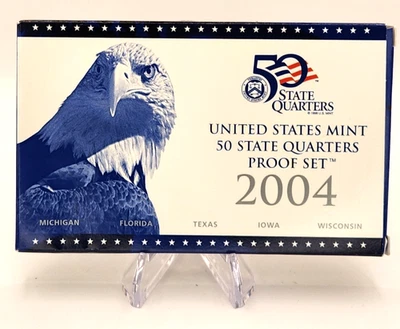 50
STATE
QUARTERS
UNITED STATES MINT
50 STATE QUARTERS
PROOF SET™
2004
MICHIGAN FLORIDA TEXAS IOWA WISCONSIN